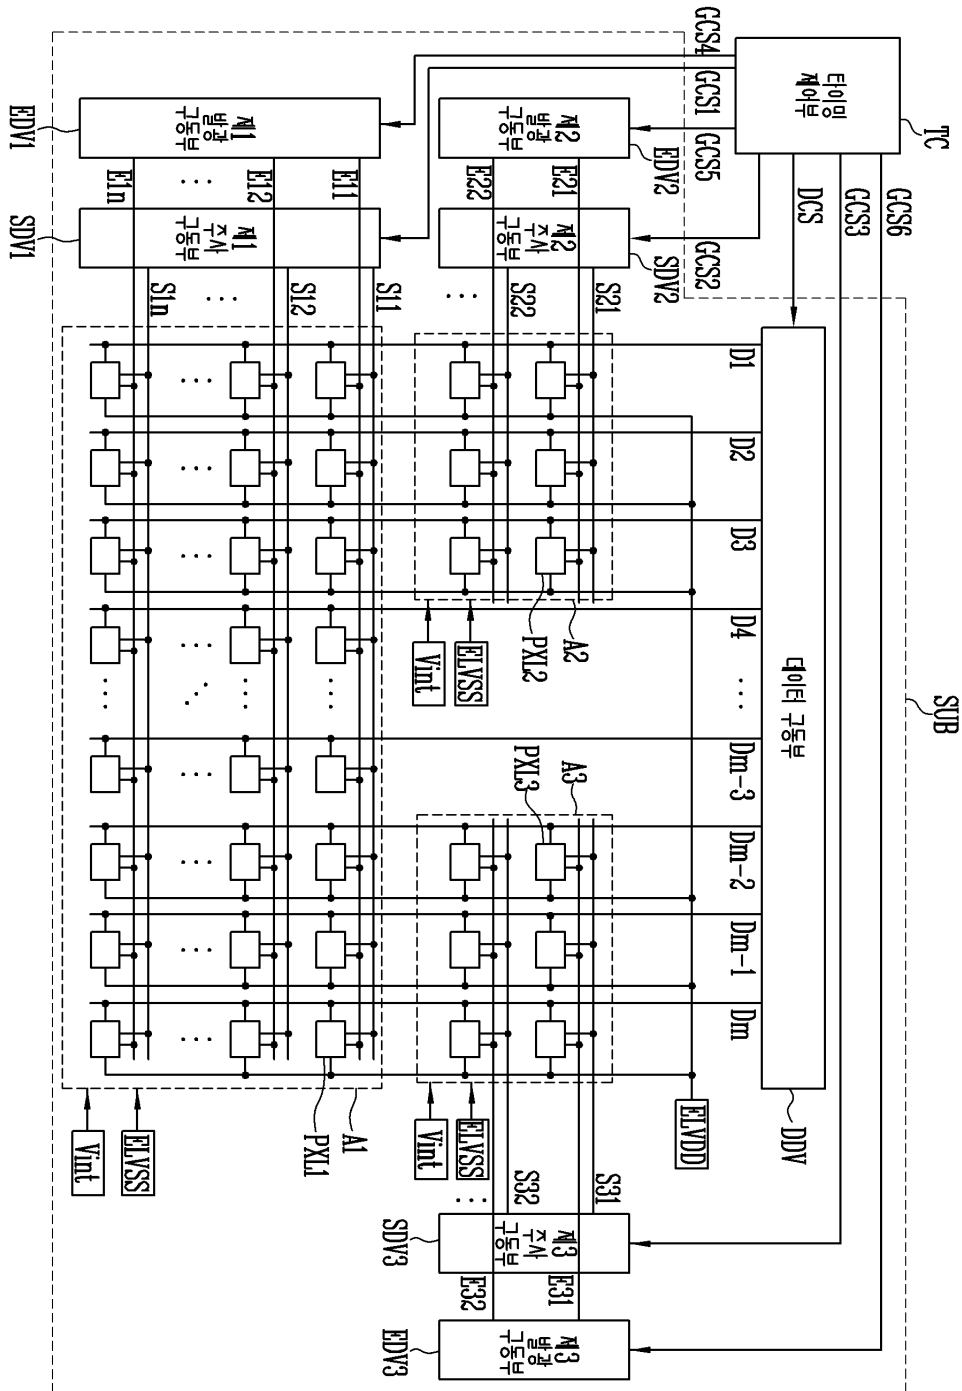 TC
SUB
GCS6
GCS3
DCS
타이밍
제어부
데이터 구동부
DDV
GCS4
GCS1
GCS5
GCS2
D1
D2
D3
D4
...
Dm-3
Dm-2
Dm-1
Dm
ELVDD
EDV2
SDV2
제2
발광
구동부
E21
E22
제2
주사
구동부
S21
S22
...
A2
PXL2
ELVSS
Vint
A3
PXL3
ELVSS
Vint
S31
S32
...
제3
주사
구동부
SDV3
E31
E32
제3
발광
구동부
EDV3
제1
발광
구동부
EDV1
E11
E12
...
E1n
제1
주사
구동부
SDV1
S11
S12
...
S1n
A1
PXL1
ELVSS
Vint